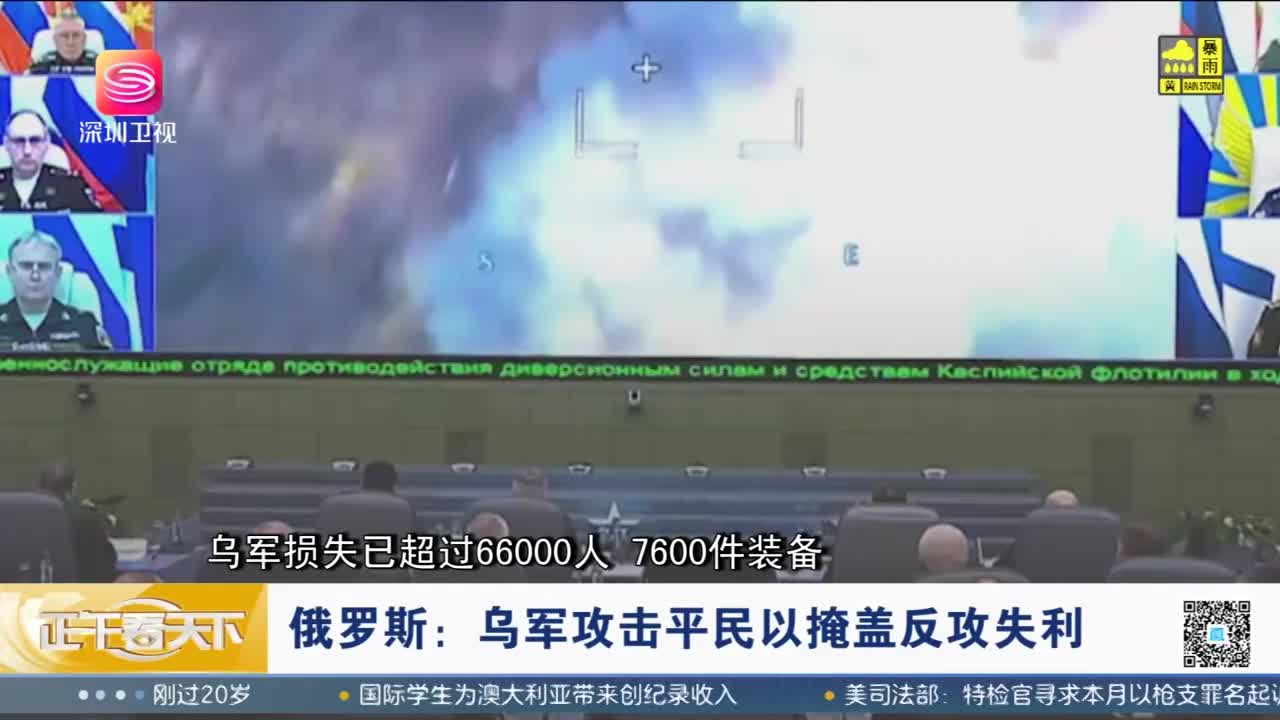 暴雨
黄 RAIN STORM
深圳卫视
S
E
еннослужащие отряда противодействия диверсионным силам и средствам Каспийской флотилии в ход
乌军损失已超过66000人 7600件装备
正午看天下
俄罗斯：乌军攻击平民以掩盖反攻失利
刚过20岁
国际学生为澳大利亚带来创纪录收入
美司法部：特检官寻求本月以枪支罪名起诉